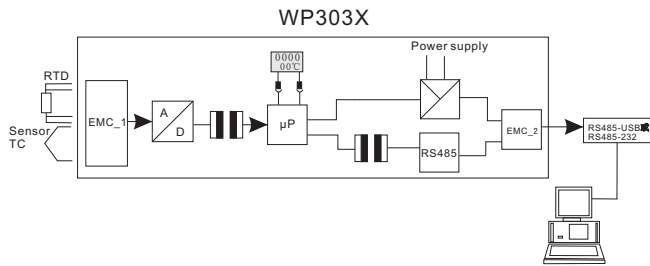 WP303X
0000
00℃
Power supply
RTD
EMC_1
A
D
μP
EMC_2
RS485
Sensor
TC
RS485-USB
RS485-232